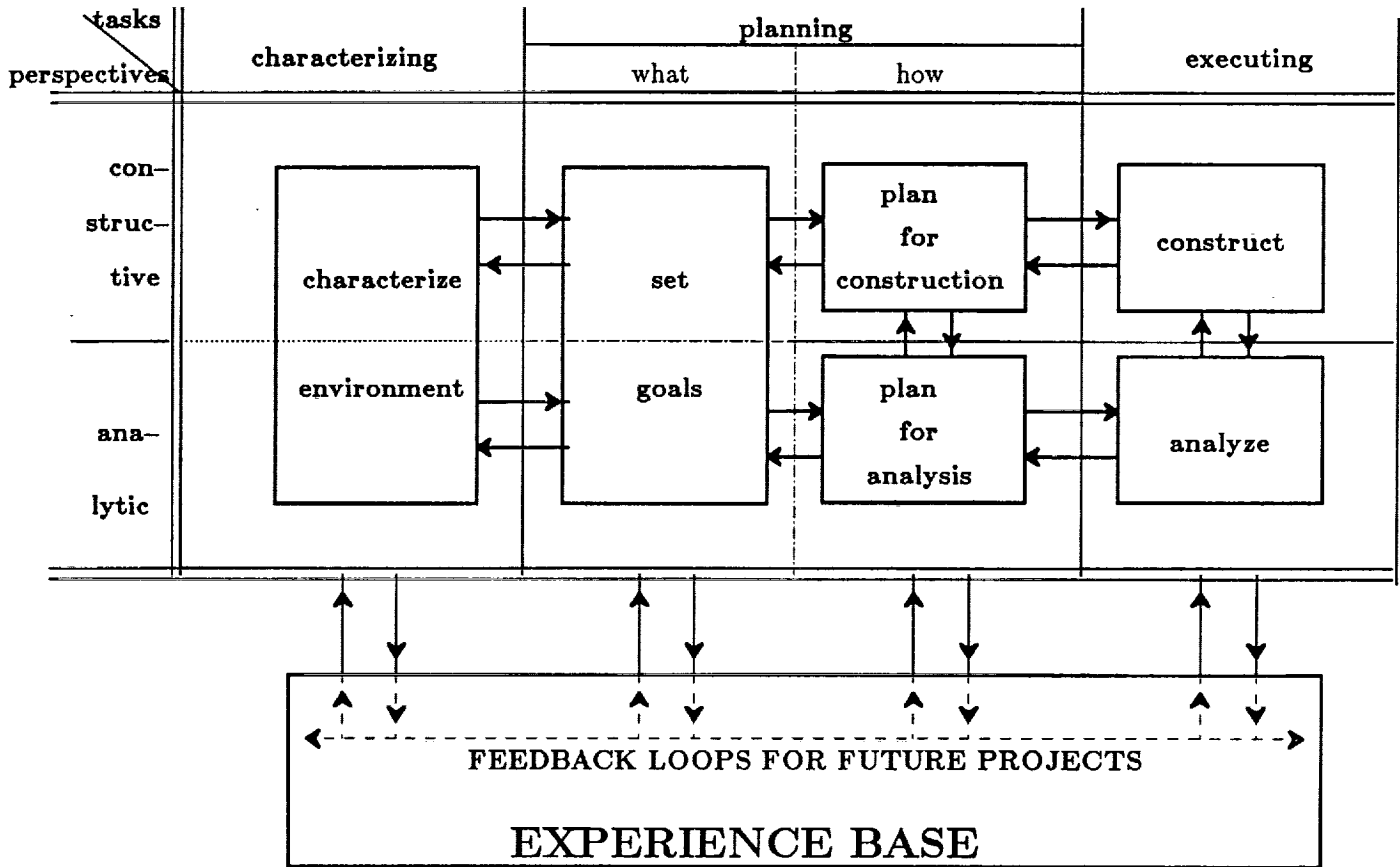 tasks
perspectives
characterizing
planning
what
how
executing
con–
struc–
tive
ana–
lytic
characterize
environment
set
goals
plan
for
construction
plan
for
analysis
construct
analyze
FEEDBACK LOOPS FOR FUTURE PROJECTS
EXPERIENCE BASE